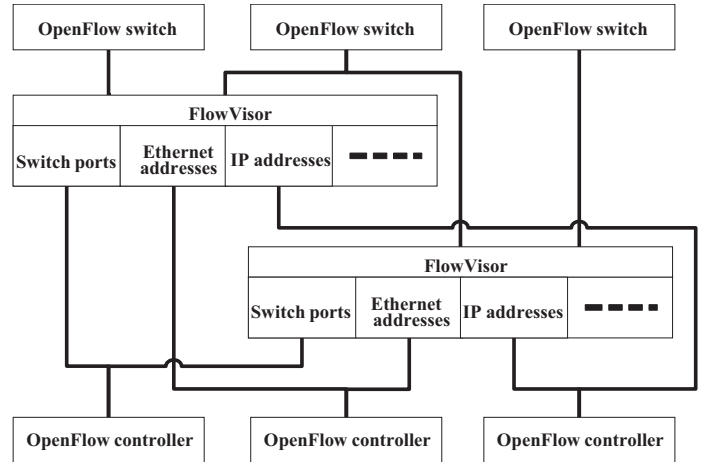 OpenFlow switch
OpenFlow switch
OpenFlow switch
FlowVisor
Switch ports
Ethernet
addresses
IP addresses
FlowVisor
Switch ports
Ethernet
addresses
IP addresses
OpenFlow controller
OpenFlow controller
OpenFlow controller